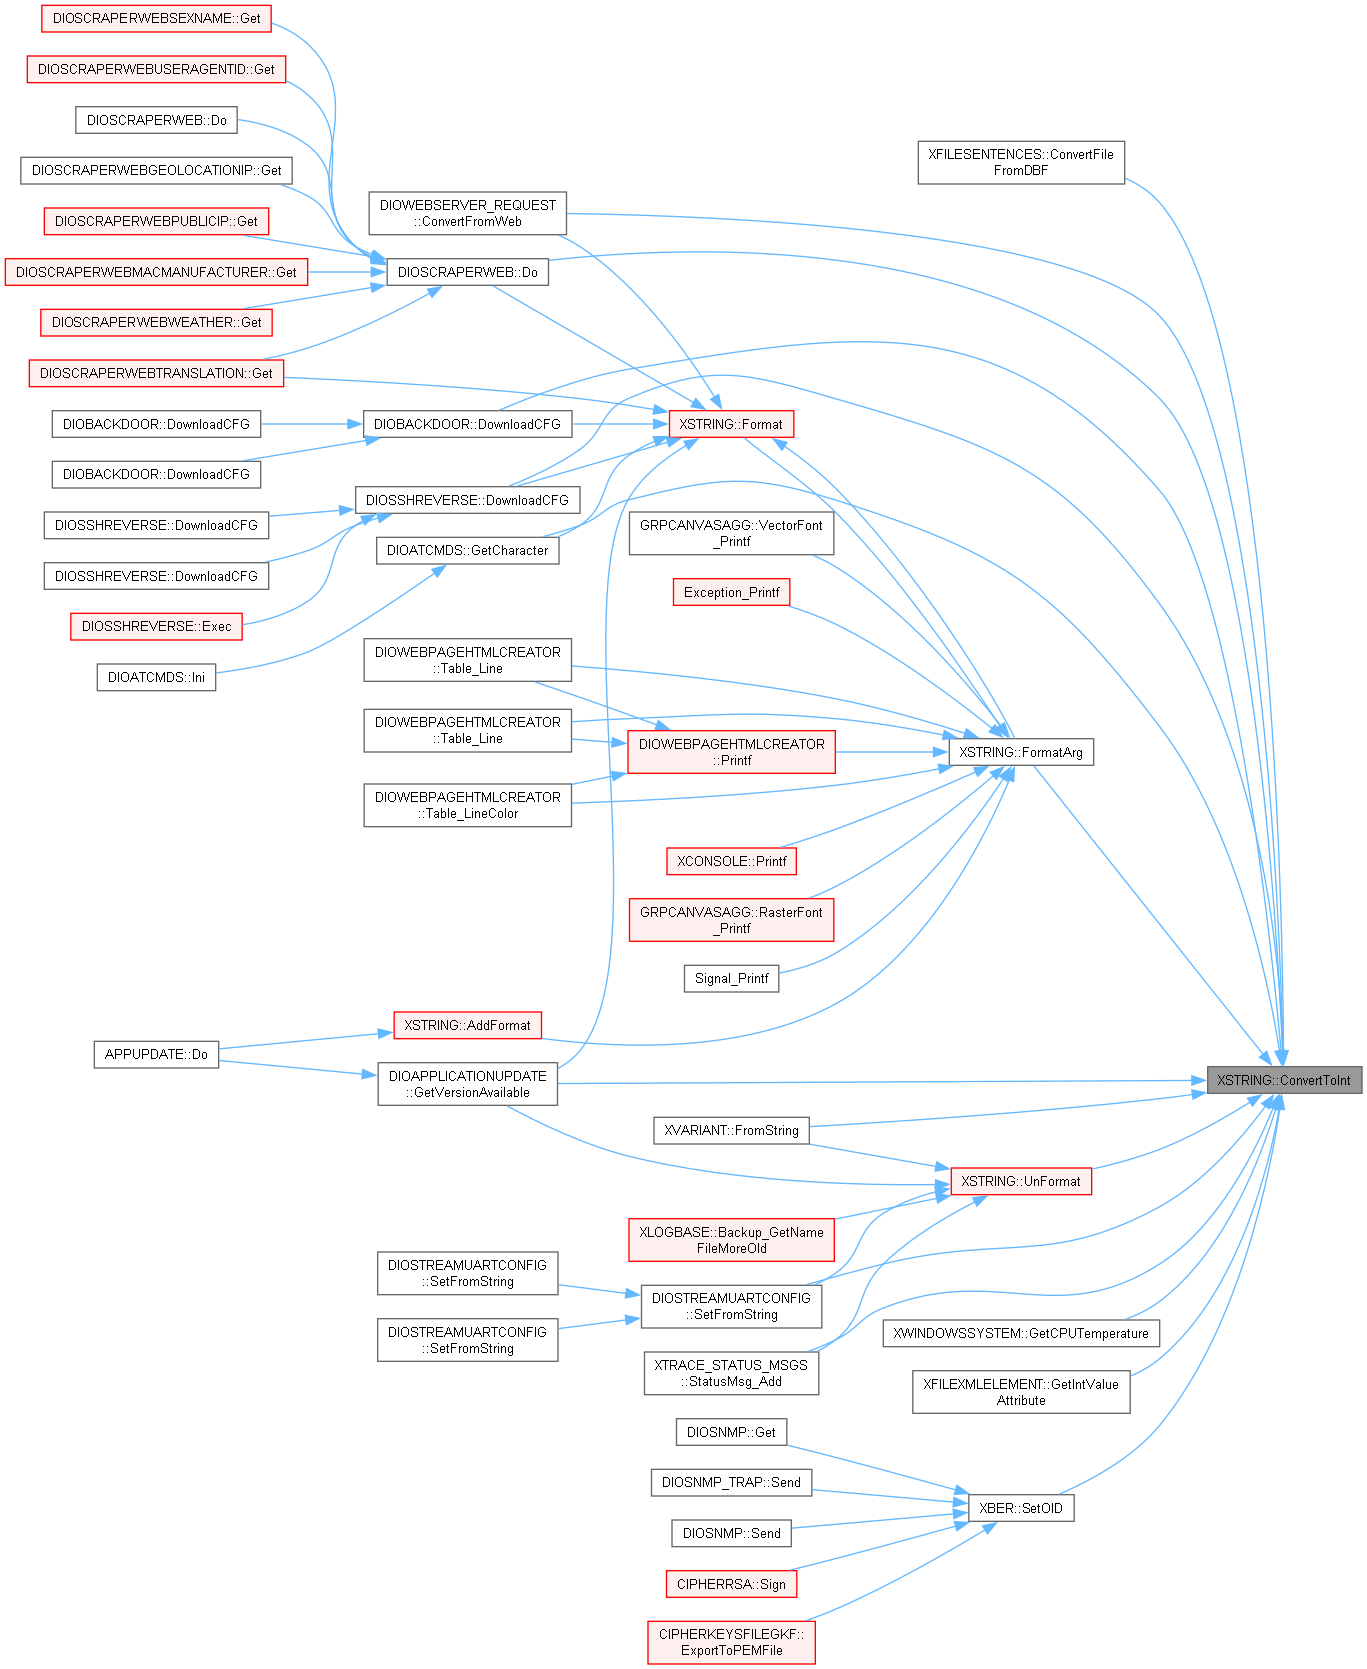 DIOSCRAPERWEBSEXNAME::Get
DIOSCRAPERWEBUSERAGENTID::Get
DIOSCRAPERWEB::Do
DIOSCRAPERWEBGEOLOCATIONIP::Get
DIOSCRAPERWEBPUBLICIP::Get
DIOSCRAPERWEBMACMANUFACTURER::Get
DIOSCRAPERWEBWEATHER::Get
DIOSCRAPERWEBTRANSLATION::Get
DIOBACKDOOR::DownloadCFG
DIOBACKDOOR::DownloadCFG
DIOSSHREVERSE::DownloadCFG
DIOSSHREVERSE::DownloadCFG
DIOSSHREVERSE::Exec
DIOATCMDS::Ini
APPUPDATE::Do
DIOWEBSERVER_REQUEST
::ConvertFromWeb
DIOSCRAPERWEB::Do
DIOBACKDOOR::DownloadCFG
DIOSSHREVERSE::DownloadCFG
DIOATCMDS::GetCharacter
DIOWEBPAGEHTMLCREATOR
::Table_Line
DIOWEBPAGEHTMLCREATOR
::Table_Line
DIOWEBPAGEHTMLCREATOR
::Table_LineColor
XSTRING::AddFormat
DIOAPPLICATIONUPDATE
::GetVersionAvailable
DIOSTREAMUARTCONFIG
::SetFromString
DIOSTREAMUARTCONFIG
::SetFromString
XSTRING::Format
GRPCANVASAGG::VectorFont
_Printf
Exception_Printf
DIOWEBPAGEHTMLCREATOR
::Printf
XCONSOLE::Printf
GRPCANVASAGG::RasterFont
_Printf
Signal_Printf
XVARIANT::FromString
XLOGBASE::Backup_GetName
FileMoreOld
DIOSTREAMUARTCONFIG
::SetFromString
XTRACE_STATUS_MSGS
::StatusMsg_Add
DIOSNMP::Get
DIOSNMP_TRAP::Send
DIOSNMP::Send
CIPHERRSA::Sign
CIPHERKEYSFILEGKF::
ExportToPEMFile
XFILESENTENCES::ConvertFile
FromDBF
XSTRING::FormatArg
XSTRING::UnFormat
XWINDOWSSYSTEM::GetCPUTemperature
XFILEXMLELEMENT::GetIntValue
Attribute
XBER::SetOID
XSTRING::ConvertToInt